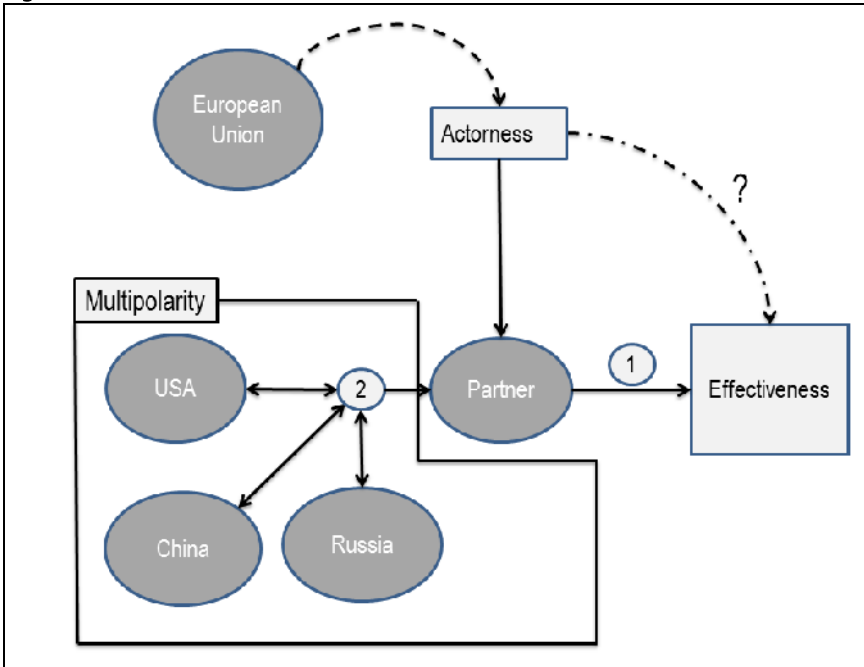 European
Union
Actorness
?
Multipolarity
USA
2
Partner
1
Effectiveness
China
Russia